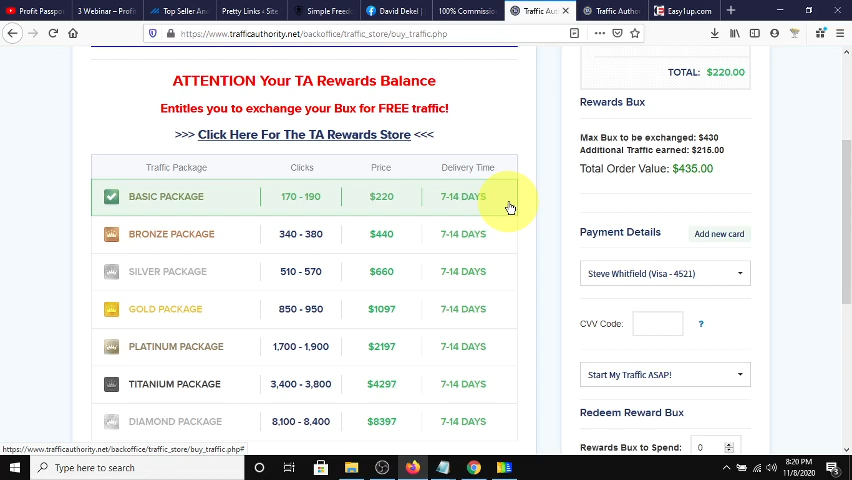 Profit Passpo
3 Webinar – Profi
Top Seller And
Pretty Links ‹ Site
Simple Freed
David Dekel |
100% Commissio
Traffic Aut
Traffic Autho
Easy1up.com
https://www.trafficauthority.net/backoffice/traffic_store/buy_traffic.php
ATTENTION Your TA Rewards Balance
Entitles you to exchange your Bux for FREE traffic!
>>> Click Here For The TA Rewards Store <<<
Traffic Package Clicks Price Delivery Time
BASIC PACKAGE 170 - 190 $220 7-14 DAYS
BRONZE PACKAGE 340 - 380 $440 7-14 DAYS
SILVER PACKAGE 510 - 570 $660 7-14 DAYS
GOLD PACKAGE 850 - 950 $1097 7-14 DAYS
PLATINUM PACKAGE 1,700 - 1,900 $2197 7-14 DAYS
TITANIUM PACKAGE 3,400 - 3,800 $4297 7-14 DAYS
DIAMOND PACKAGE 8,100 - 8,400 $8397 7-14 DAYS
TOTAL: $220.00
Rewards Bux
Max Bux to be exchanged: $430
Additional Traffic earned: $215.00
Total Order Value: $435.00
Payment Details Add new card
Steve Whitfield (Visa - 4521)
CVV Code: ?
Start My Traffic ASAP!
Redeem Reward Bux
Rewards Bux to Spend: 0
https://www.trafficauthority.net/backoffice/traffic_store/buy_traffic.php#
Type here to search
8:20 PM
11/8/2020
3